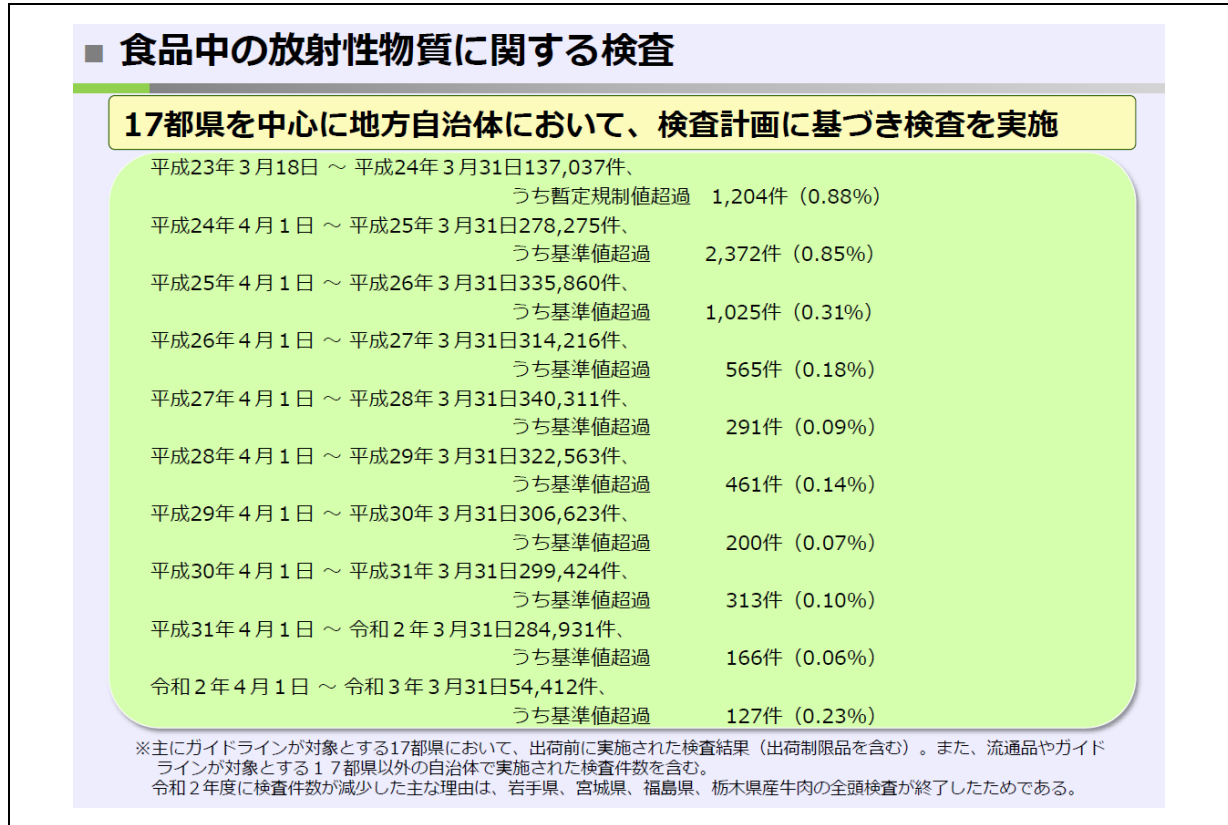 ■ 食品中の放射性物質に関する検査
17都県を中心に地方自治体において、検査計画に基づき検査を実施
平成23年３月18日 ～ 平成24年３月31日137,037件、
うち暫定規制値超過 1,204件（0.88%）
平成24年４月１日 ～ 平成25年３月31日278,275件、
うち基準値超過 2,372件（0.85%）
平成25年４月１日 ～ 平成26年３月31日335,860件、
うち基準値超過 1,025件（0.31%）
平成26年４月１日 ～ 平成27年３月31日314,216件、
うち基準値超過 565件（0.18%）
平成27年４月１日 ～ 平成28年３月31日340,311件、
うち基準値超過 291件（0.09%）
平成28年４月１日 ～ 平成29年３月31日322,563件、
うち基準値超過 461件（0.14%）
平成29年４月１日 ～ 平成30年３月31日306,623件、
うち基準値超過 200件（0.07%）
平成30年４月１日 ～ 平成31年３月31日299,424件、
うち基準値超過 313件（0.10%）
平成31年４月１日 ～ 令和２年３月31日284,931件、
うち基準値超過 166件（0.06%）
令和２年４月１日 ～ 令和３年３月31日54,412件、
うち基準値超過 127件（0.23%）
※主にガイドラインが対象とする17都県において、出荷前に実施された検査結果（出荷制限品を含む）。また、流通品やガイド
ラインが対象とする１７都県以外の自治体で実施された検査件数を含む。
令和２年度に検査件数が減少した主な理由は、岩手県、宮城県、福島県、栃木県産牛肉の全頭検査が終了したためである。